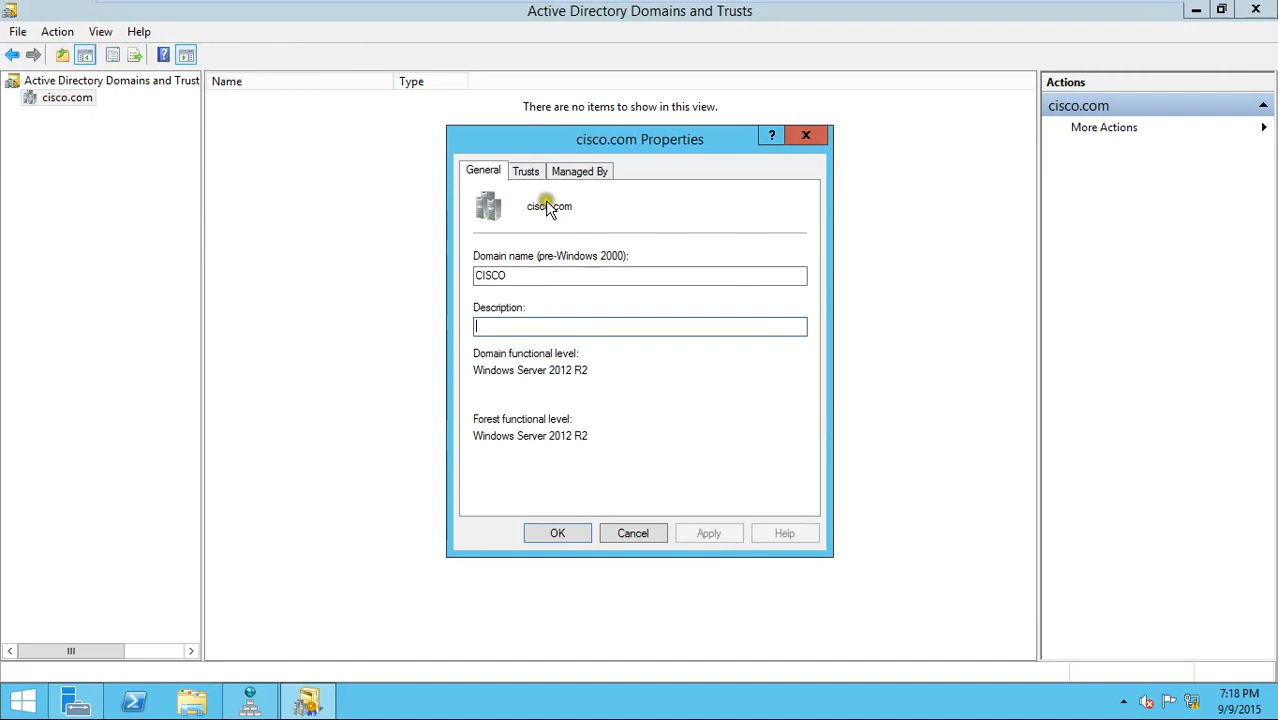 Active Directory Domains and Trusts
File Action View Help
Active Directory Domains and Trust
cisco.com
Name Type
There are no items to show in this view.
Actions
cisco.com
More Actions
cisco.com Properties
General Trusts Managed By
cisco.com
Domain name (pre-Windows 2000):
CISCO
Description:
Domain functional level:
Windows Server 2012 R2
Forest functional level:
Windows Server 2012 R2
OK Cancel Apply Help
7:18 PM
9/9/2015